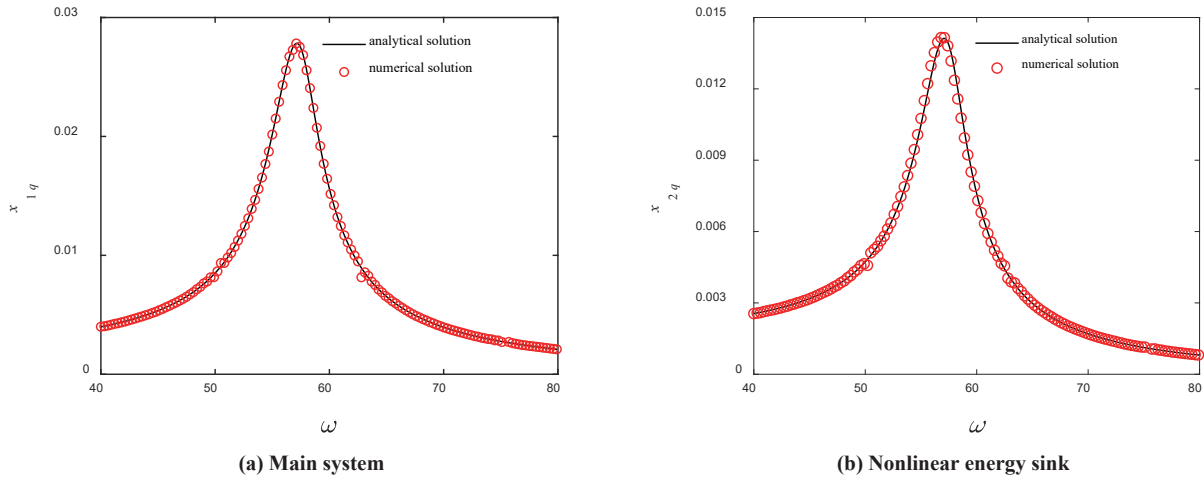 0.03
analytical solution
numerical solution
0.02
x 1 q
0.01
0
40 50 60 70 80
ω
(a) Main system
0.015
analytical solution
numerical solution
0.012
0.009
x 2 q
0.006
0.003
0
40 50 60 70 80
ω
(b) Nonlinear energy sink